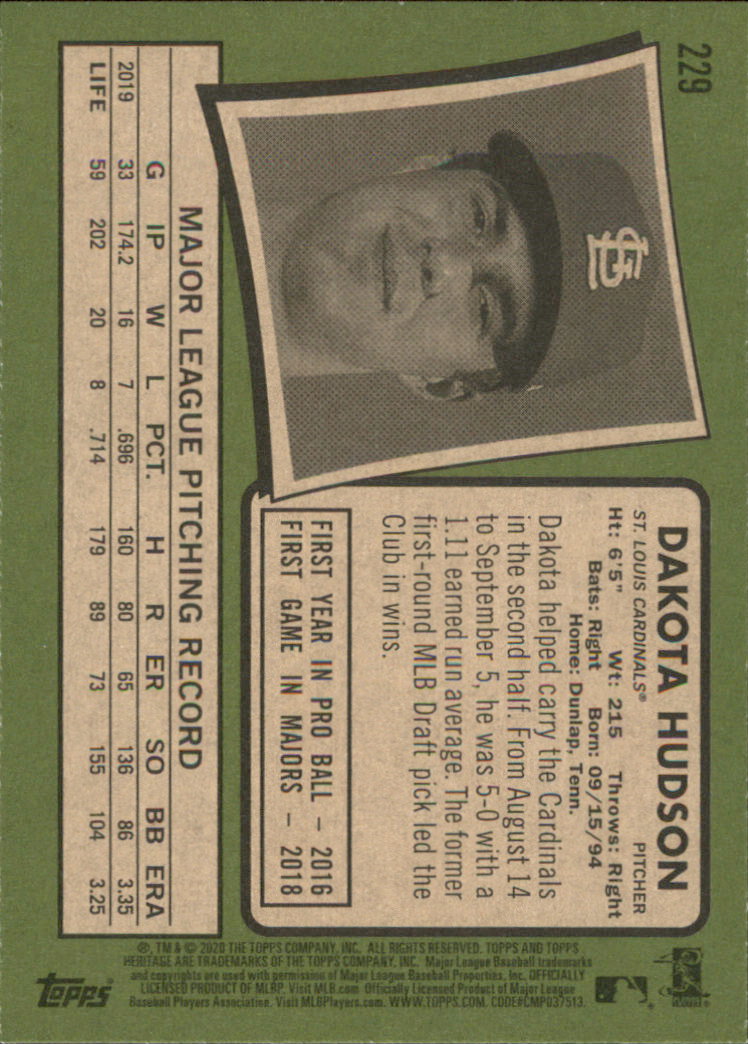 229
DAKOTA HUDSON
ST. LOUIS CARDINALS® PITCHER
Ht: 6'5" Wt: 215 Throws: Right
Bats: Right Born: 09/15/94
Home: Dunlap, Tenn.
Dakota helped carry the Cardinals
in the second half. From August 14
to September 5, he was 5-0 with a
1.11 earned run average. The former
first-round MLB Draft pick led the
Club in wins.
FIRST YEAR IN PRO BALL – 2016
FIRST GAME IN MAJORS – 2018
MAJOR LEAGUE PITCHING RECORD
G IP W L PCT. H R ER SO BB ERA
2019 33 174.2 16 7 .696 160 80 65 136 86 3.35
LIFE 59 202 20 8 .714 179 89 73 155 104 3.25
®, TM & © 2020 THE TOPPS COMPANY, INC. ALL RIGHTS RESERVED. TOPPS AND TOPPS
HERITAGE ARE TRADEMARKS OF THE TOPPS COMPANY, INC. Major League Baseball trademarks
and copyrights are used with permission of Major League Baseball Properties, Inc. OFFICIALLY
LICENSED PRODUCT OF MLBP. Visit MLB.com Officially Licensed Product of Major League
Baseball Players Association. Visit MLBPlayers.com. WWW.TOPPS.COM. CODE#CMP037513.
TOPPS